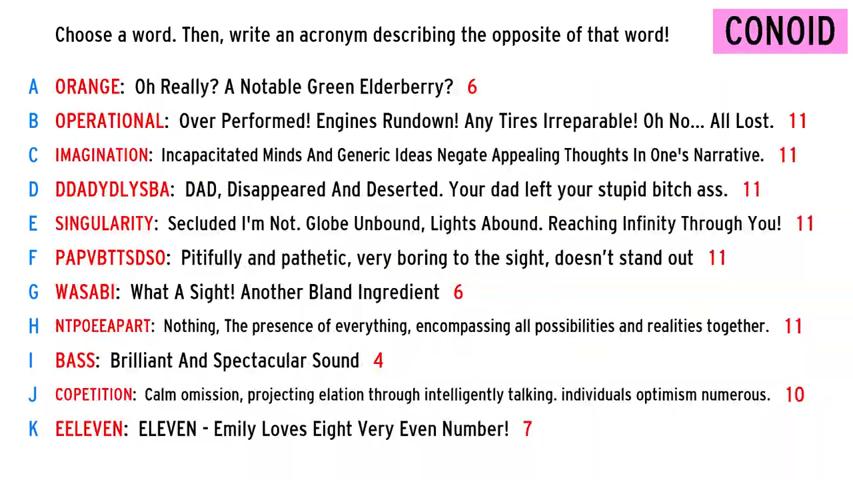 Choose a word. Then, write an acronym describing the opposite of that word!
CONOID
A ORANGE: Oh Really? A Notable Green Elderberry? 6
B OPERATIONAL: Over Performed! Engines Rundown! Any Tires Irreparable! Oh No... All Lost. 11
C IMAGINATION: Incapacitated Minds And Generic Ideas Negate Appealing Thoughts In One's Narrative. 11
D DDADYDLYSBA: DAD, Disappeared And Deserted. Your dad left your stupid bitch ass. 11
E SINGULARITY: Secluded I'm Not. Globe Unbound, Lights Abound. Reaching Infinity Through You! 11
F PAPVBTTSDSO: Pitifully and pathetic, very boring to the sight, doesn’t stand out 11
G WASABI: What A Sight! Another Bland Ingredient 6
H NTPOEEAPART: Nothing, The presence of everything, encompassing all possibilities and realities together. 11
I BASS: Brilliant And Spectacular Sound 4
J COPETITION: Calm omission, projecting elation through intelligently talking. individuals optimism numerous. 10
K EELEVEN: ELEVEN - Emily Loves Eight Very Even Number! 7